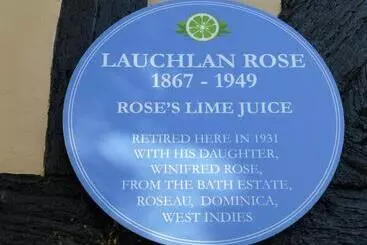 LAUCHLAN ROSE
1867 - 1949
ROSE'S LIME JUICE
RETIRED HERE IN 1931
WITH HIS DAUGHTER,
WINIFRED ROSE,
FROM THE BATH ESTATE,
ROSEAU, DOMINICA,
WEST INDIES